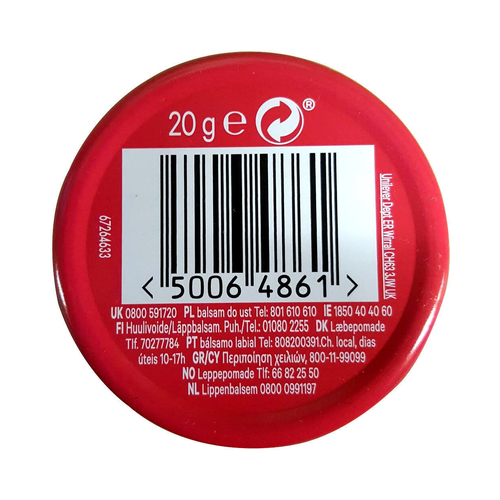 20 g e ®
Unilever Dept ER Wirral CH63 3JW UK
67264633
< 5006 4861 >
UK 0800 591720 PL balsam do ust Tel: 801 610 610 IE 1850 40 40 60
FI Huulivoide/Läppbalsam. Puh./Tel.: 01080 2255 DK Læbepomade
Tlf. 70277784 PT bálsamo labial Tel: 808200391.Ch. local, dias
úteis 10-17h GR/CY Περιποίηση χειλιών, 800-11-99099
NO Leppepomade Tlf: 66 82 25 50
NL Lippenbalsem 0800 0991197